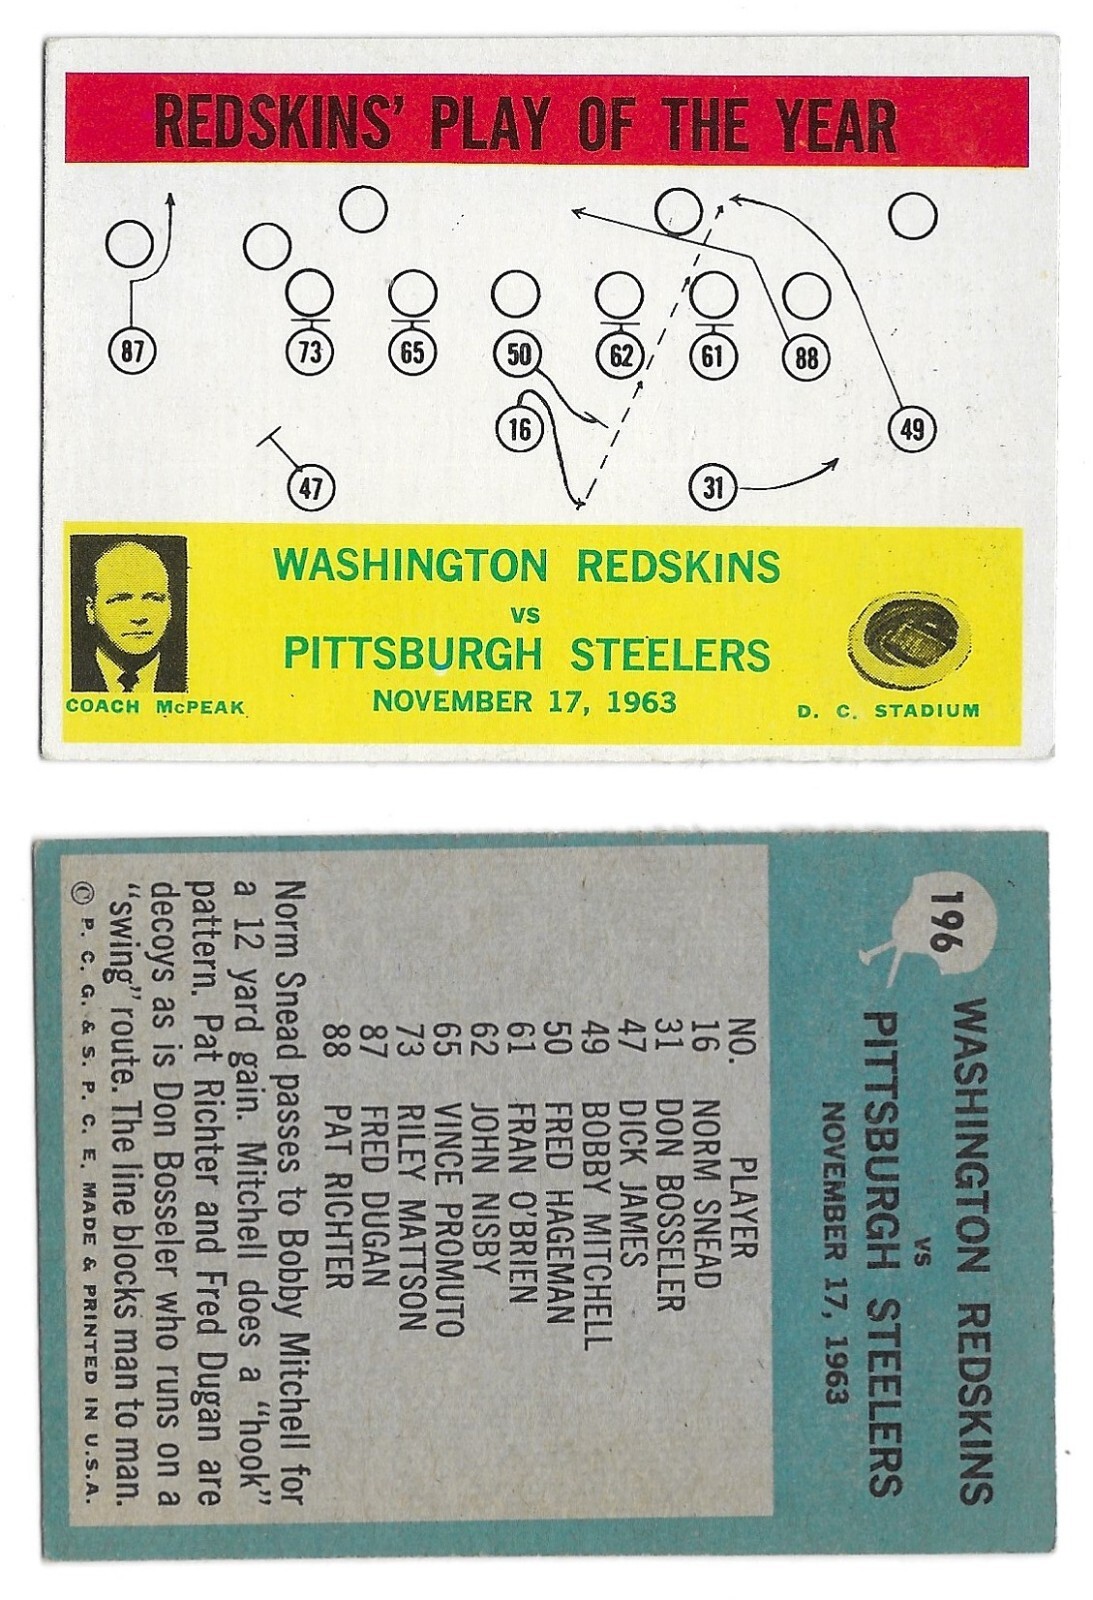 REDSKINS' PLAY OF THE YEAR
87
73
65
50
62
61
88
16
49
47
31
WASHINGTON REDSKINS
vs
PITTSBURGH STEELERS
NOVEMBER 17, 1963
COACH McPEAK
D. C. STADIUM
196
WASHINGTON REDSKINS
vs
PITTSBURGH STEELERS
NOVEMBER 17, 1963
NO. PLAYER
16 NORM SNEAD
31 DON BOSSELER
47 DICK JAMES
49 BOBBY MITCHELL
50 FRED HAGEMAN
61 FRAN O'BRIEN
62 JOHN NISBY
65 VINCE PROMUTO
73 RILEY MATTSON
87 FRED DUGAN
88 PAT RICHTER
Norm Snead passes to Bobby Mitchell for
a 12 yard gain. Mitchell does a "hook"
pattern. Pat Richter and Fred Dugan are
decoys as is Don Bosseler who runs on a
"swing" route. The line blocks man to man.
© P. C. G. & S. P. C. E. MADE & PRINTED IN U.S.A.